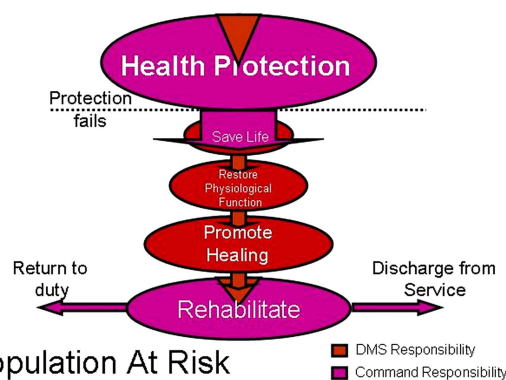 Health Protection
Protection
fails
Save Life
Restore
Physiological
Function
Promote
Healing
Return to
duty
Discharge from
Service
Rehabilitate
opulation At Risk
DMS Responsibility
Command Responsibility